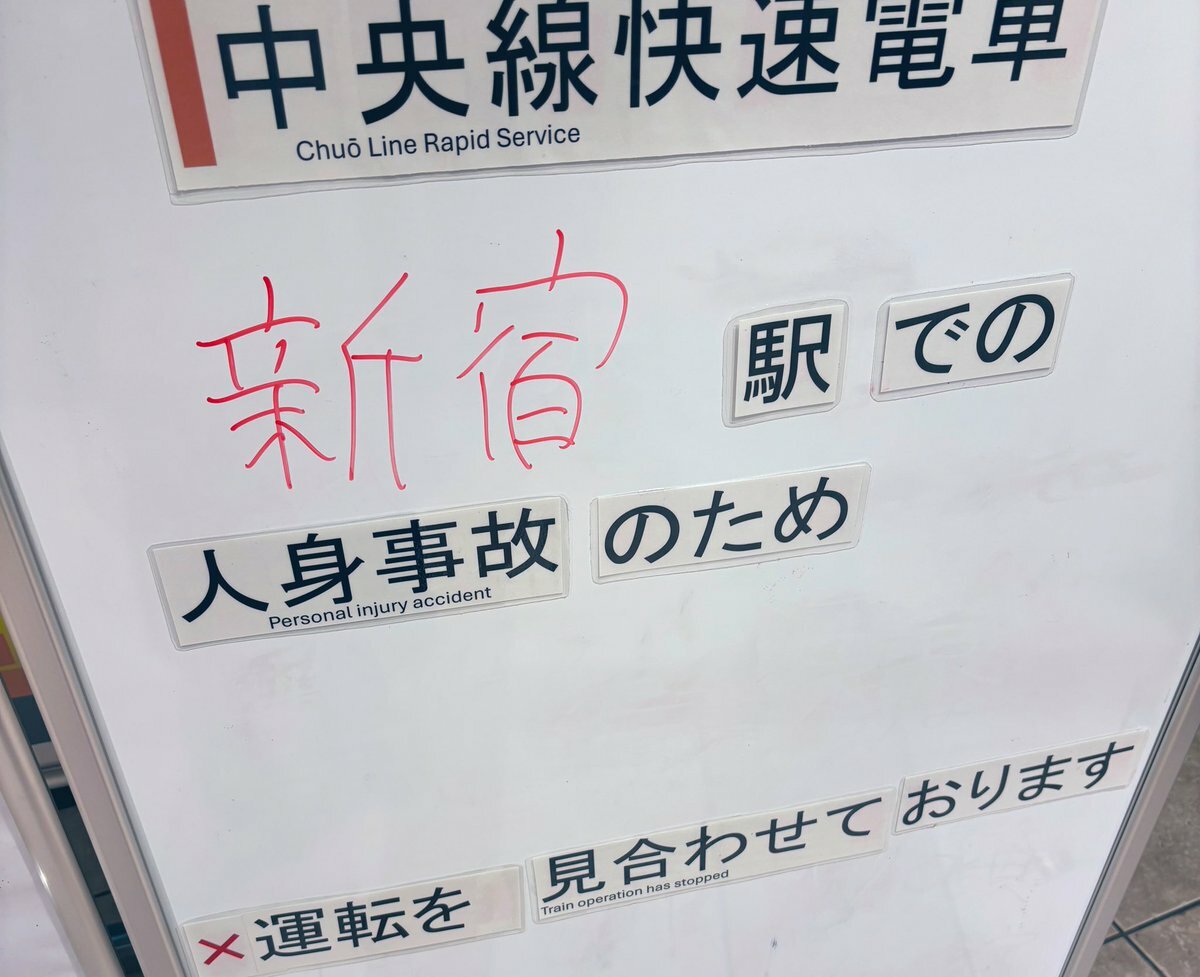 中央線快速電車
Chuō Line Rapid Service
新宿 駅 での
人身事故 のため
Personal injury accident
×運転を 見合わせて おります
Train operation has stopped